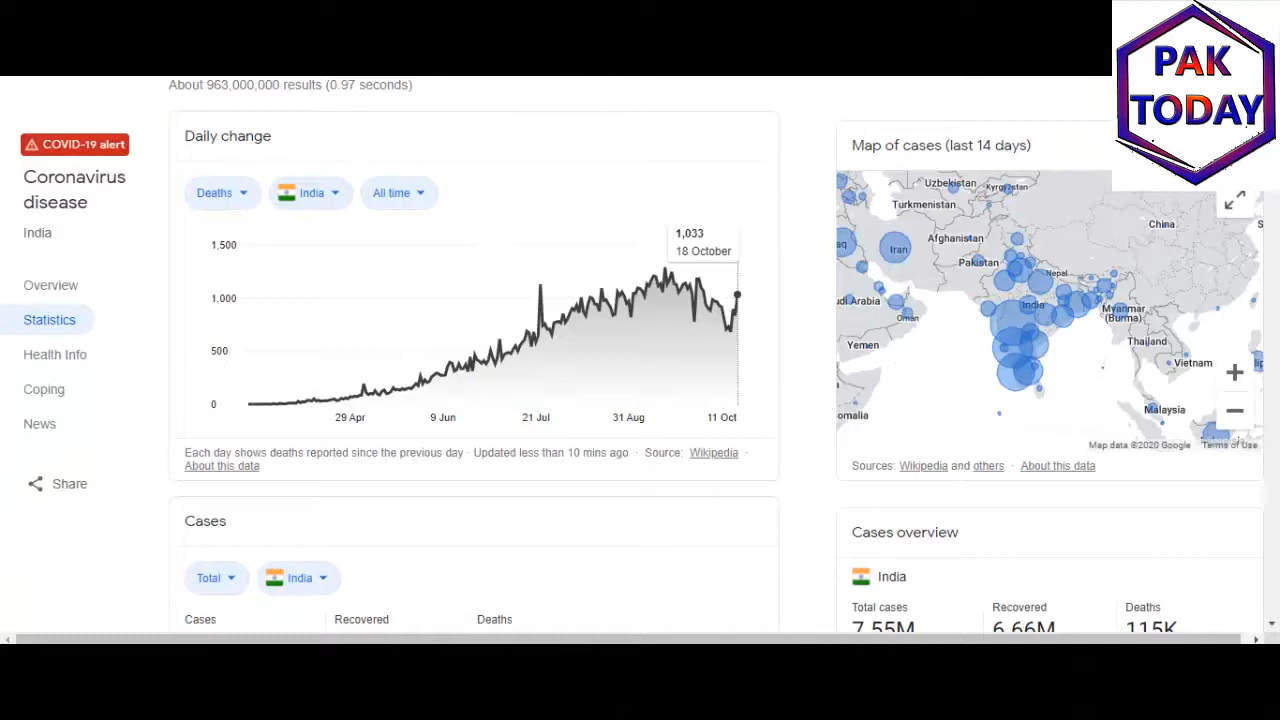 PAK
TODAY
About 963,000,000 results (0.97 seconds)
COVID-19 alert
Coronavirus
disease
India
Overview
Statistics
Health Info
Coping
News
Share
Daily change
Deaths
India
All time
1,033
18 October
1,500
1,000
500
0
29 Apr
9 Jun
21 Jul
31 Aug
11 Oct
Each day shows deaths reported since the previous day · Updated less than 10 mins ago · Source: Wikipedia ·
About this data
Cases
Total
India
Cases Recovered Deaths
Map of cases (last 14 days)
Uzbekistan
Kyrgyzstan
Turkmenistan
China
Afghanistan
Iran
Pakistan
Nepal
India
Oman
Myanmar
(Burma)
Yemen
Thailand
Vietnam
Malaysia
Map data ©2020 Google Terms of Use
Sources: Wikipedia and others · About this data
Cases overview
India
Total cases Recovered Deaths
7.55M 6.66M 115K